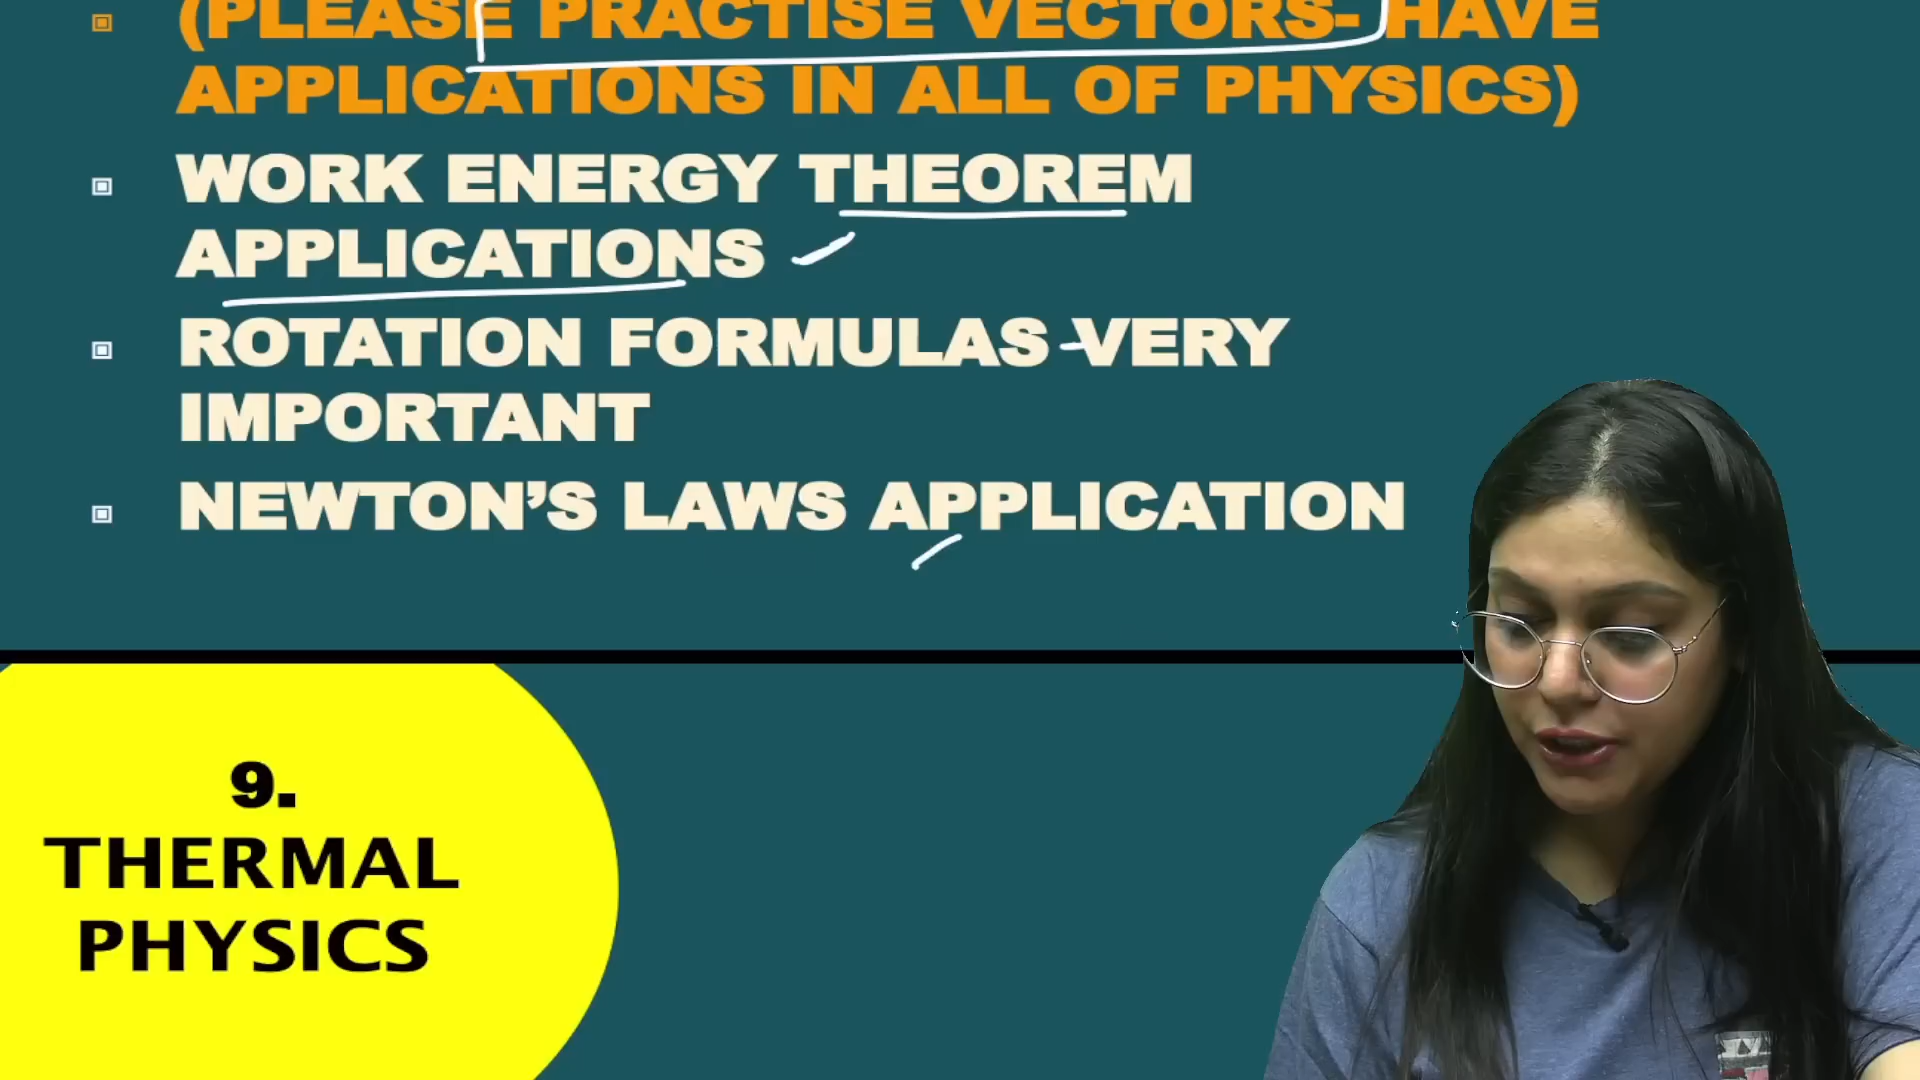 (PLEASE PRACTISE VECTORS- HAVE
APPLICATIONS IN ALL OF PHYSICS)
WORK ENERGY THEOREM
APPLICATIONS
ROTATION FORMULAS -VERY
IMPORTANT
NEWTON’S LAWS APPLICATION
9.
THERMAL
PHYSICS